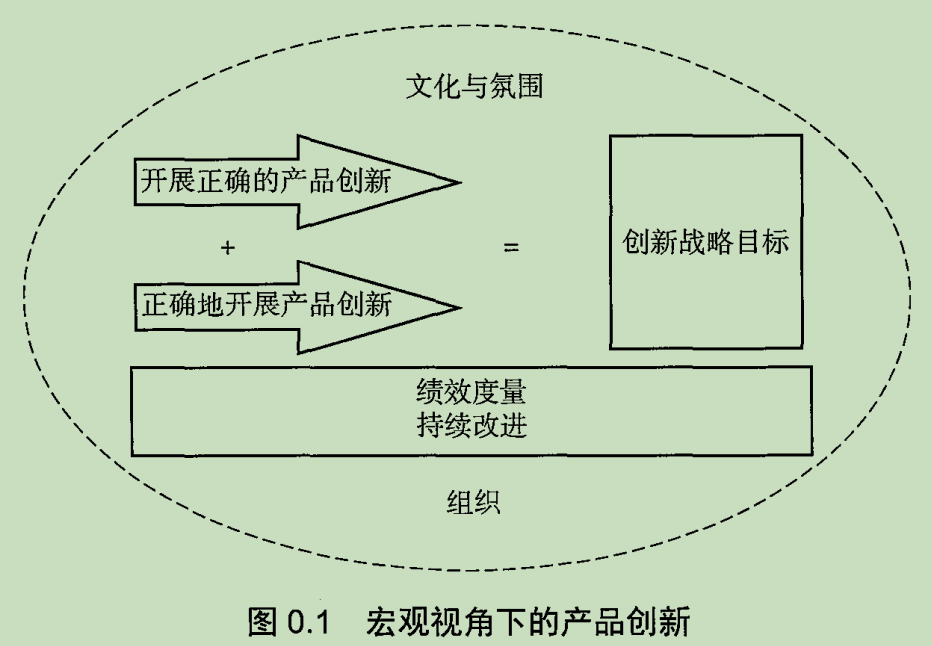 文化与氛围
开展正确的产品创新
+
=
创新战略目标
正确地开展产品创新
绩效度量
持续改进
组织
图 0.1 宏观视角下的产品创新